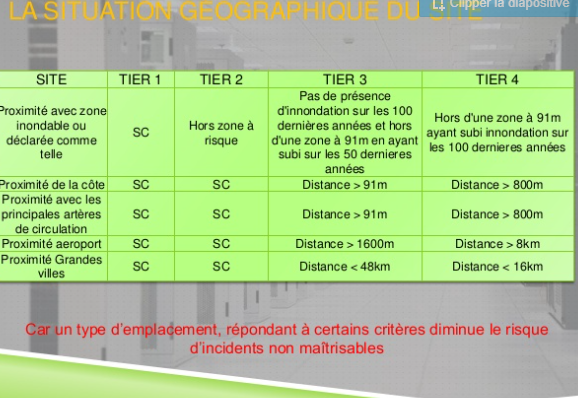 LA SITUATION GÉOGRAPHIQUE DU SITE
Clipper la diapositive
SITE TIER 1 TIER 2 TIER 3 TIER 4
Proximité avec zone
inondable ou
déclarée comme
telle
SC
Hors zone à
risque
Pas de présence
d'innondation sur les 100
dernières années et hors
d'une zone à 91m en ayant
subi sur les 50 dernieres
années
Hors d'une zone à 91m
ayant subi innondation sur
les 100 dernieres années
Proximité de la côte SC SC Distance > 91m Distance > 800m
Proximité avec les
principales artères
de circulation
SC SC Distance > 91m Distance > 800m
Proximité aeroport SC SC Distance > 1600m Distance > 8km
Proximité Grandes
villes
SC SC Distance < 48km Distance < 16km
Car un type d'emplacement, répondant à certains critères diminue le risque
d'incidents non maîtrisables